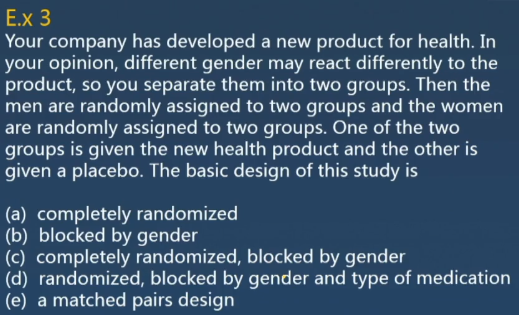 E.x 3
Your company has developed a new product for health. In
your opinion, different gender may react differently to the
product, so you separate them into two groups. Then the
men are randomly assigned to two groups and the women
are randomly assigned to two groups. One of the two
groups is given the new health product and the other is
given a placebo. The basic design of this study is
(a) completely randomized
(b) blocked by gender
(c) completely randomized, blocked by gender
(d) randomized, blocked by gender and type of medication
(e) a matched pairs design